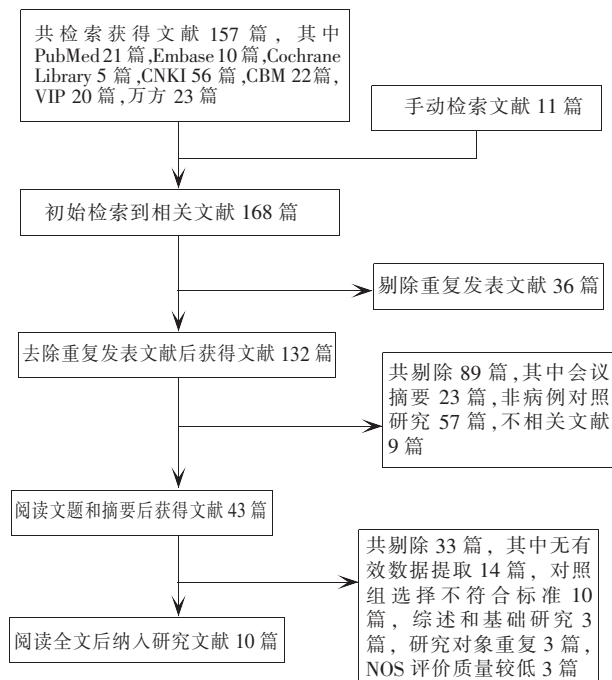 共检索获得文献 157 篇，其中
PubMed 21 篇,Embase 10 篇,Cochrane
Library 5 篇,CNKI 56 篇,CBM 22篇,
VIP 20 篇,万方 23 篇
手动检索文献 11 篇
初始检索到相关文献 168 篇
剔除重复发表文献 36 篇
去除重复发表文献后获得文献 132 篇
共剔除 89 篇,其中会议
摘要 23 篇,非病例对照
研究 57 篇,不相关文献
9 篇
阅读文题和摘要后获得文献 43 篇
共剔除 33 篇，其中无有
效数据提取 14 篇，对照
组选择不符合标准 10
篇，综述和基础研究 3
篇，研究对象重复 3 篇，
NOS 评价质量较低 3 篇
阅读全文后纳入研究文献 10 篇